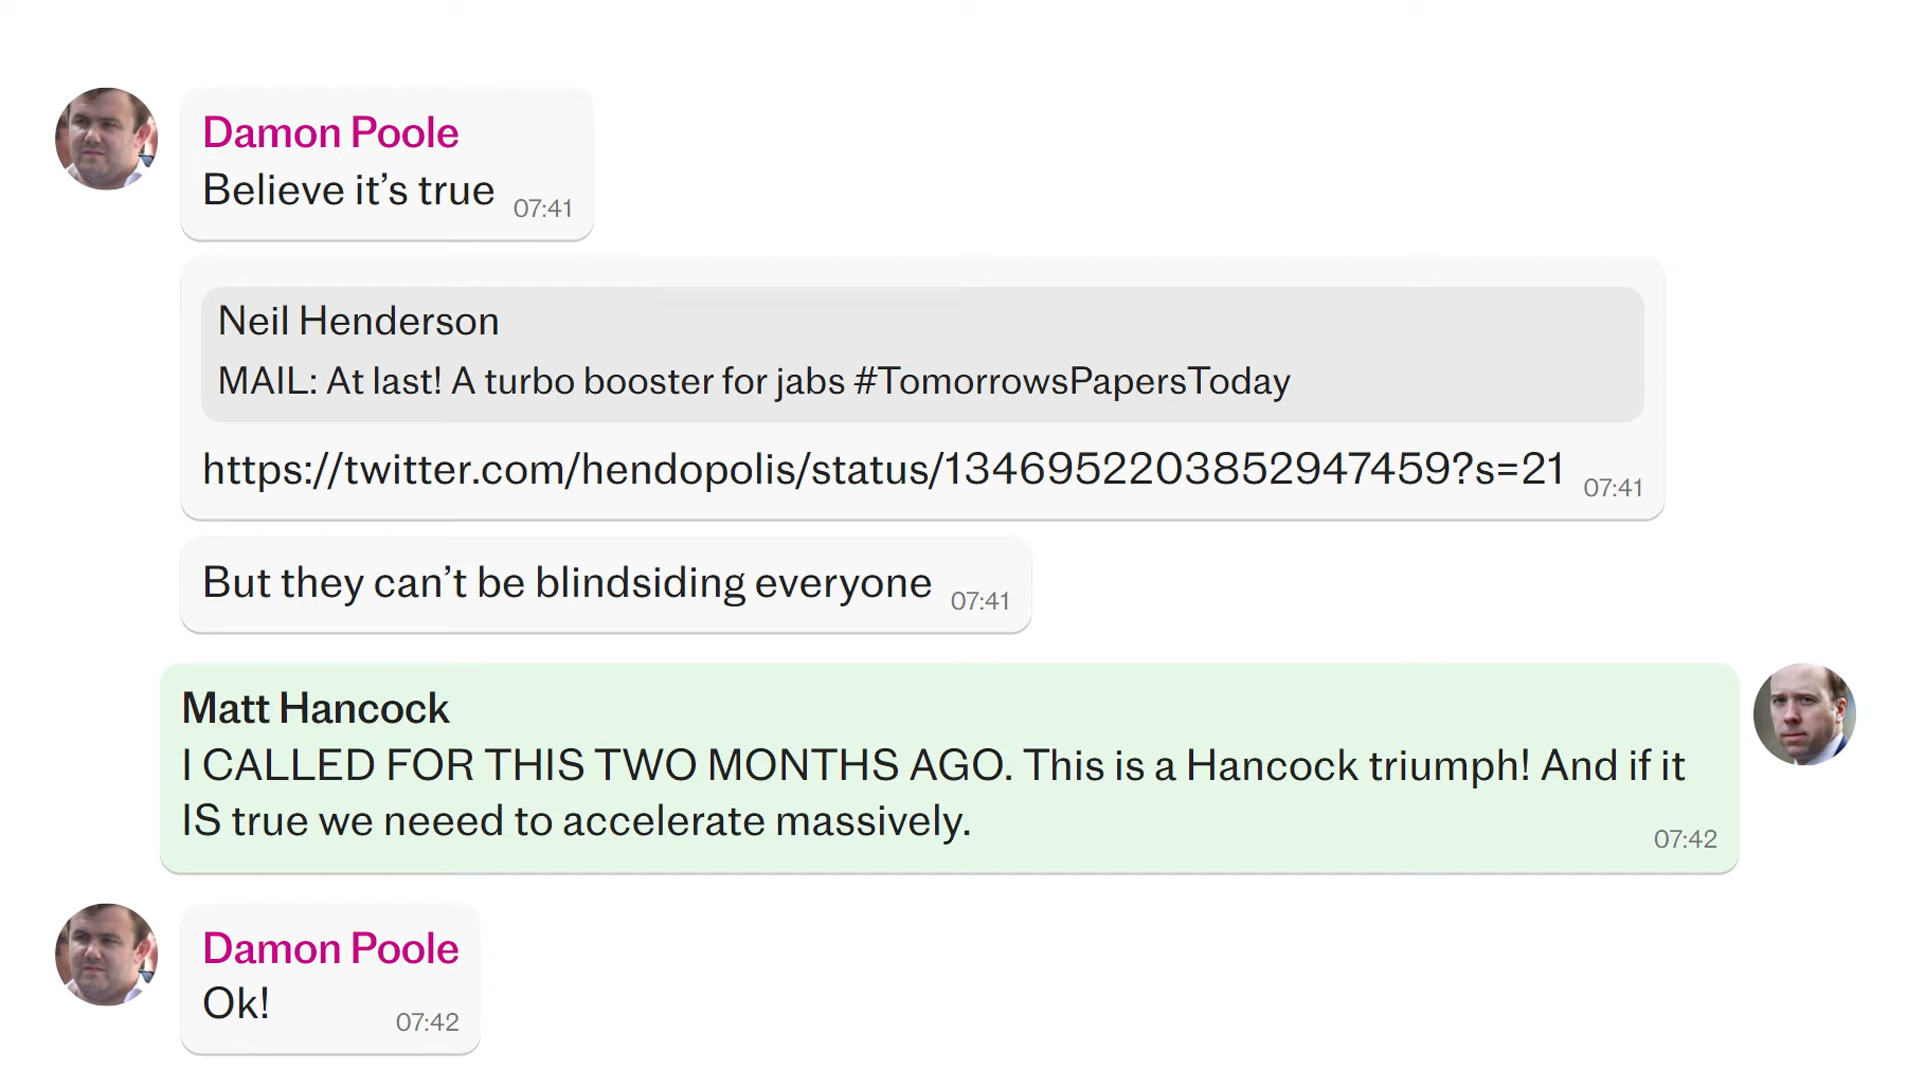 Damon Poole
Believe it’s true 07:41
Neil Henderson
MAIL: At last! A turbo booster for jabs #TomorrowsPapersToday
https://twitter.com/hendopolis/status/1346952203852947459?s=21 07:41
But they can’t be blindsiding everyone 07:41
Matt Hancock
I CALLED FOR THIS TWO MONTHS AGO. This is a Hancock triumph! And if it
IS true we neeed to accelerate massively.
07:42
Damon Poole
Ok!
07:42